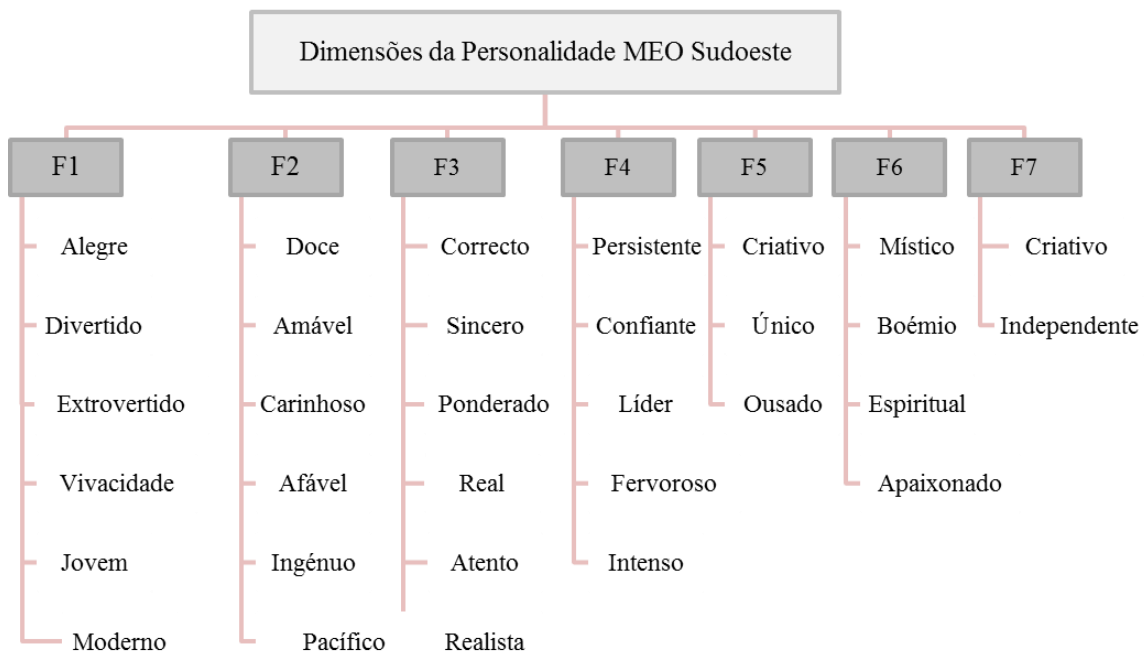 Dimensões da Personalidade MEO Sudoeste
F1
F2
F3
F4
F5
F6
F7
Alegre
Divertido
Extrovertido
Vivacidade
Jovem
Moderno
Doce
Amável
Carinhoso
Afável
Ingénuo
Pacífico
Correcto
Sincero
Ponderado
Real
Atento
Realista
Persistente
Confiante
Líder
Fervoroso
Intenso
Criativo
Único
Ousado
Místico
Boémio
Espiritual
Apaixonado
Criativo
Independente